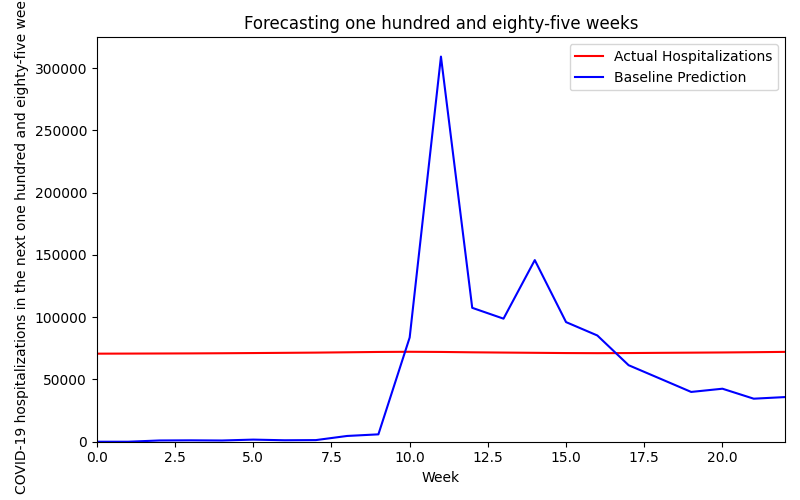 Forecasting one hundred and eighty-five weeks
COVID-19 hospitalizations in the next one hundred and eighty-five wee
300000
250000
200000
150000
100000
50000
0
Actual Hospitalizations
Baseline Prediction
0.0 2.5 5.0 7.5 10.0 12.5 15.0 17.5 20.0
Week